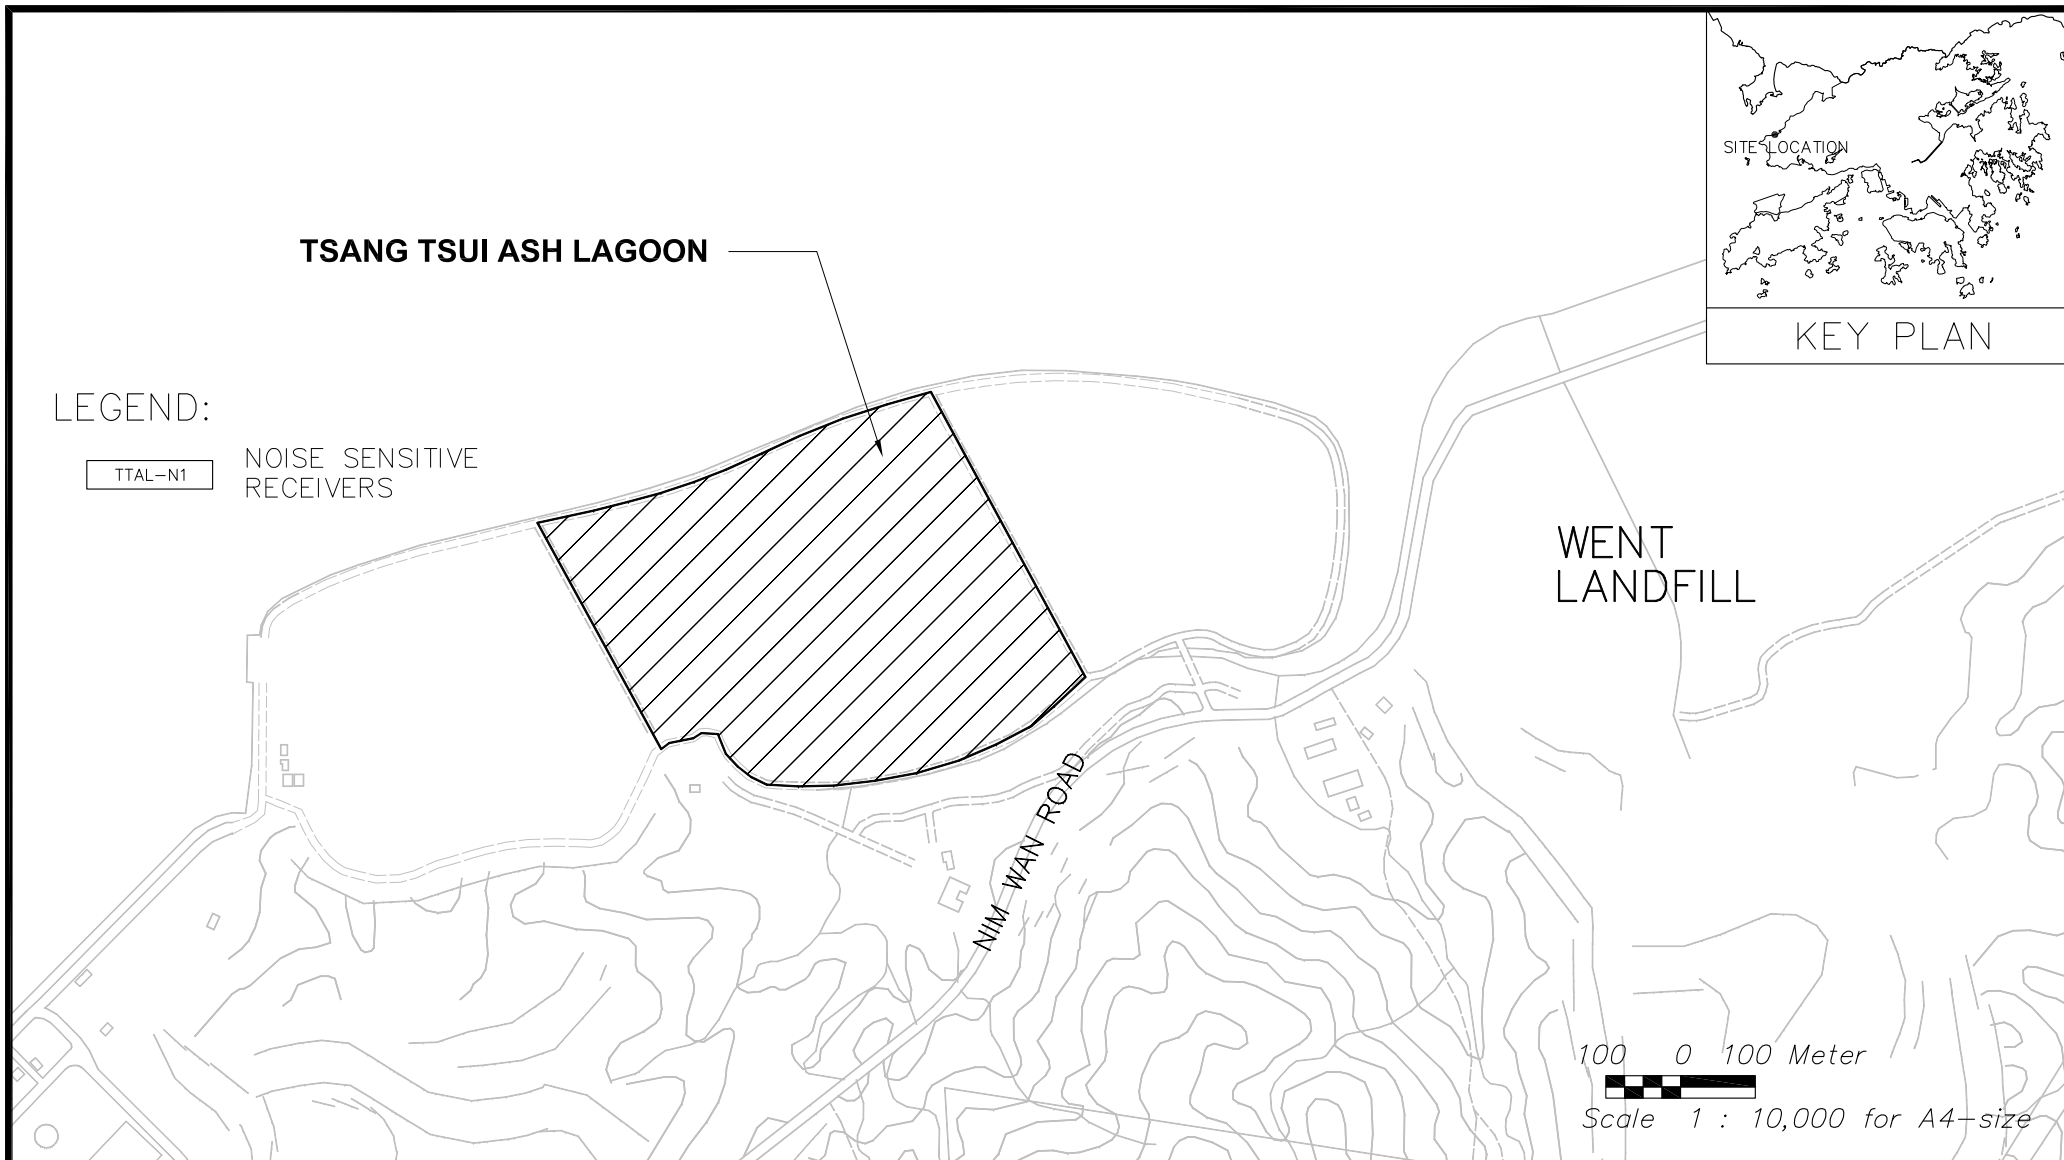 SITE LOCATION
KEY PLAN
TSANG TSUI ASH LAGOON
LEGEND:
TTAL-N1
NOISE SENSITIVE
RECEIVERS
WENT
LANDFILL
NIM WAN ROAD
100 0 100 Meter
Scale 1 : 10,000 for A4-size